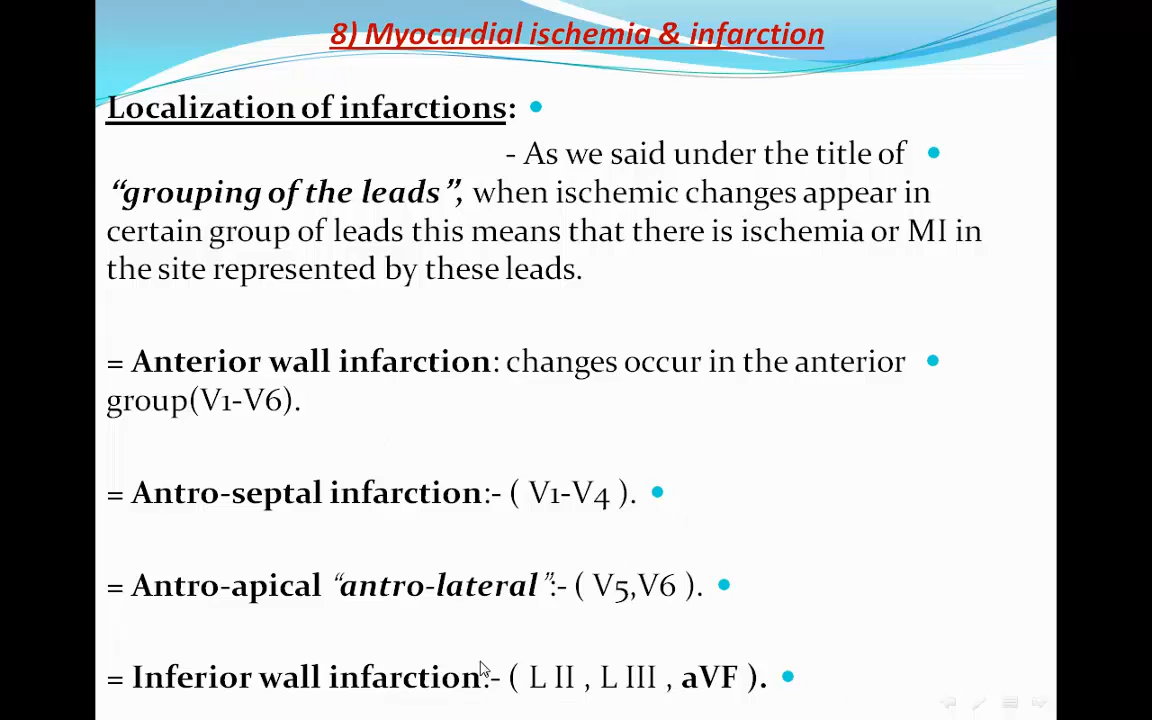 8) Myocardial ischemia & infarction
Localization of infarctions: •
- As we said under the title of •
“grouping of the leads”, when ischemic changes appear in
certain group of leads this means that there is ischemia or MI in
the site represented by these leads.
= Anterior wall infarction: changes occur in the anterior •
group(V1-V6).
= Antro-septal infarction:- ( V1-V4 ). •
= Antro-apical “antro-lateral”:- ( V5,V6 ). •
= Inferior wall infarction:- ( L II , L III , aVF ). •